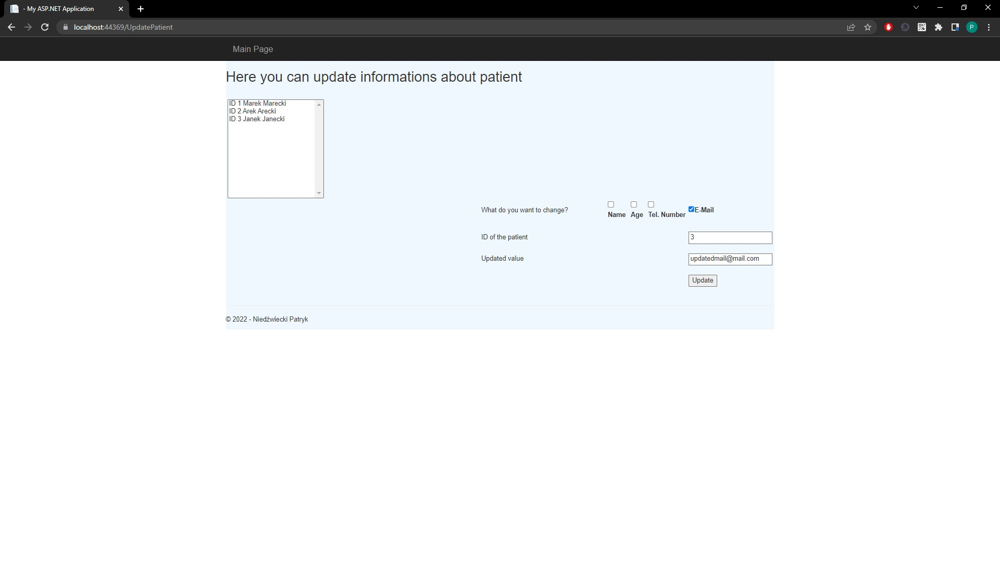 - My ASP.NET Application
localhost:44369/UpdatePatient
P
Main Page
Here you can update informations about patient
ID 1 Marek Marecki
ID 2 Arek Arecki
ID 3 Janek Janecki
What do you want to change?
Name Age Tel. Number E-Mail
ID of the patient 3
Updated value updatedmail@mail.com
Update
© 2022 - Niedźwiecki Patryk